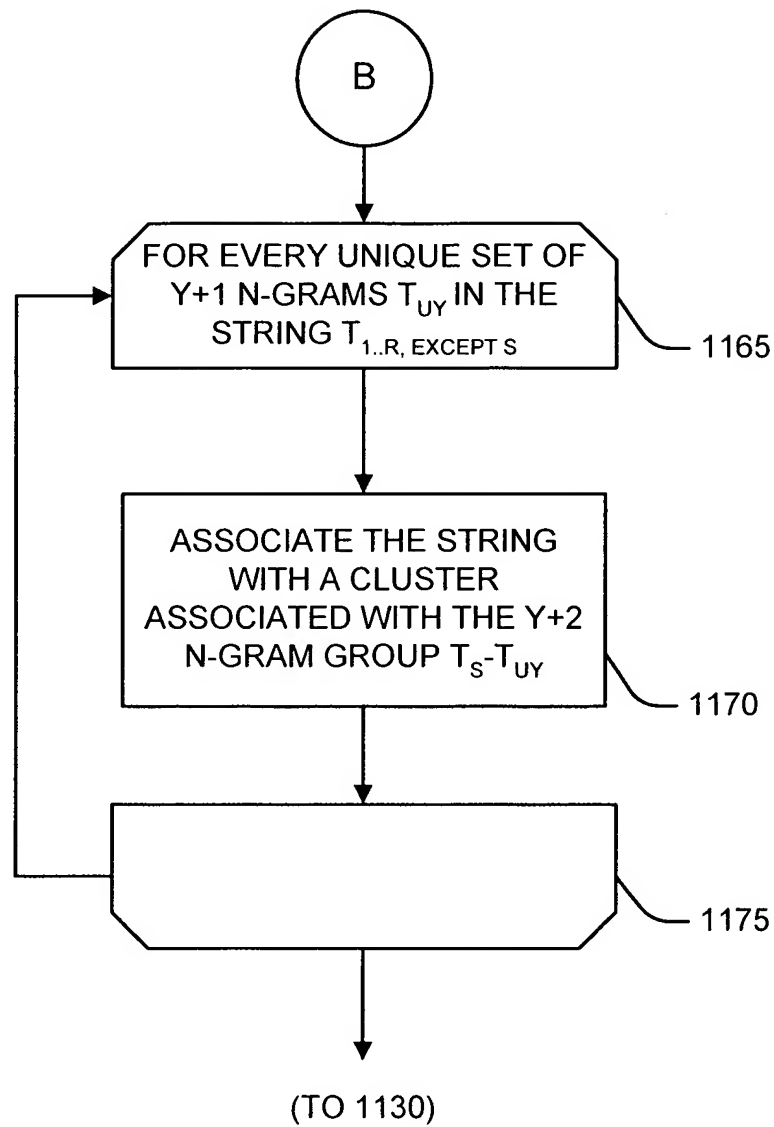 B
FOR EVERY UNIQUE SET OF
Y+1 N-GRAMS T_UY IN THE
STRING T_1..R, EXCEPT S
1165
ASSOCIATE THE STRING
WITH A CLUSTER
ASSOCIATED WITH THE Y+2
N-GRAM GROUP T_S-T_UY
1170
1175
(TO 1130)